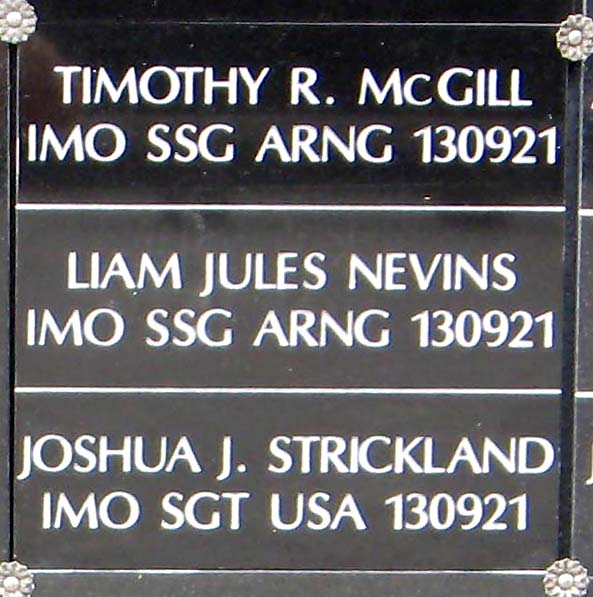 TIMOTHY R. McGILL
IMO SSG ARNG 130921
LIAM JULES NEVINS
IMO SSG ARNG 130921
JOSHUA J. STRICKLAND
IMO SGT USA 130921